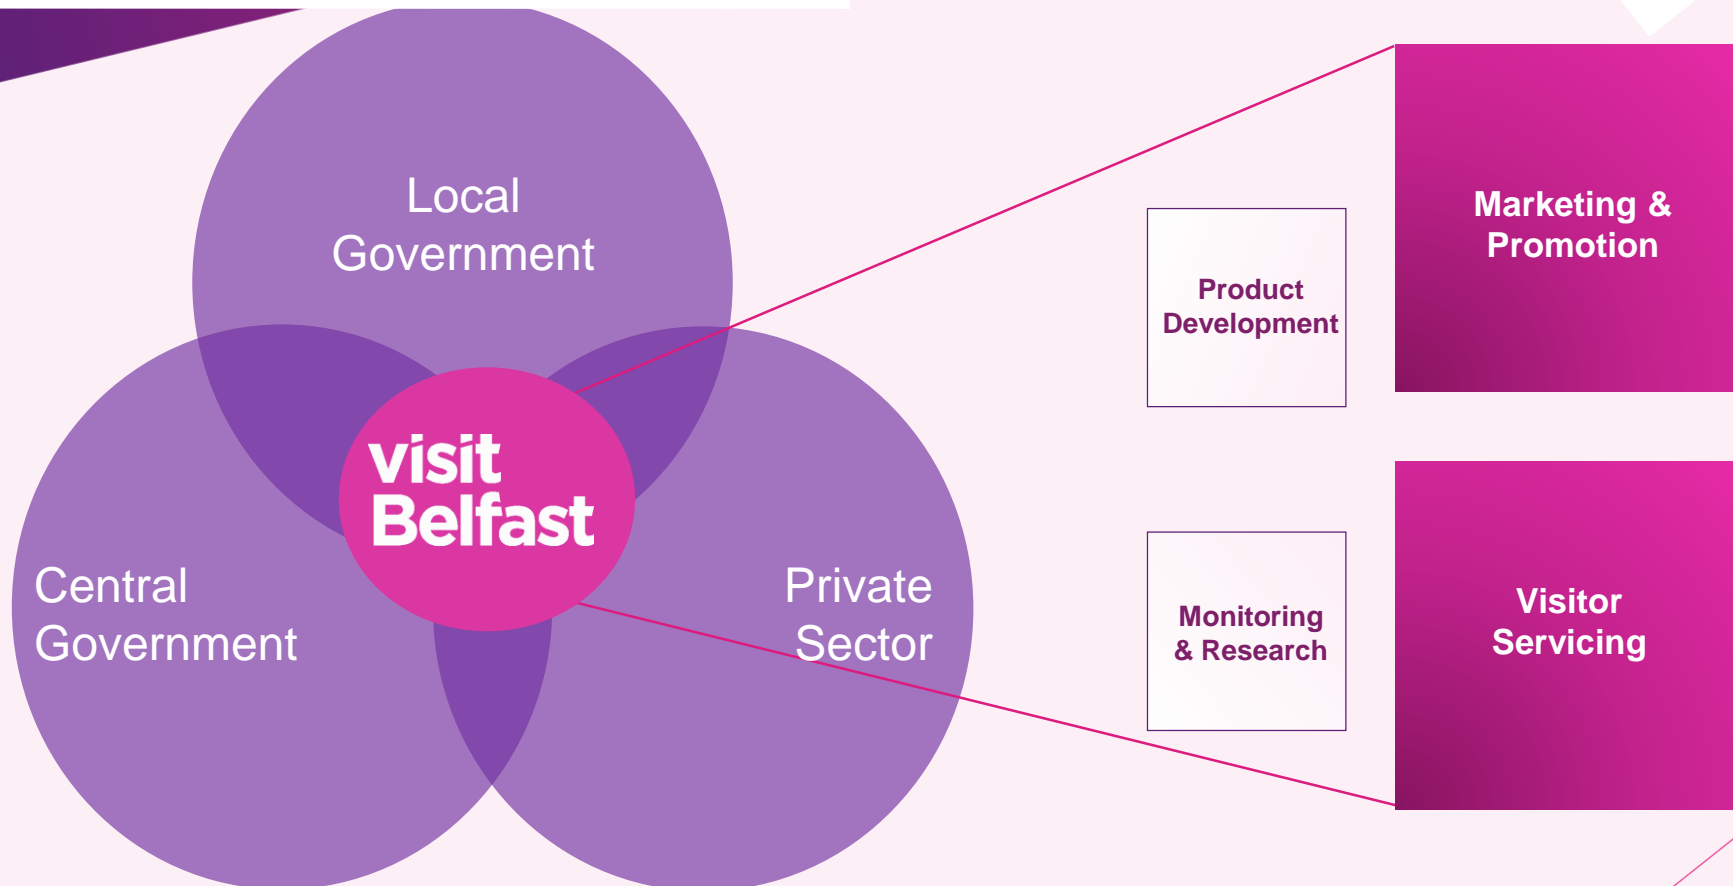 Local
Government
visit
Belfast
Central
Government
Private
Sector
Product
Development
Monitoring
& Research
Marketing &
Promotion
Visitor
Servicing